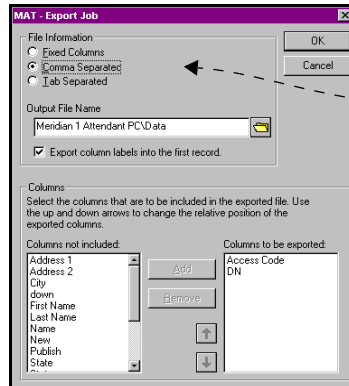 MAT - Export Job
File Information
Fixed Columns
Comma Separated
Tab Separated
OK
Cancel
Output File Name
Meridian 1 Attendant PC\Data
Export column labels into the first record.
Columns
Select the columns that are to be included in the exported file. Use
the up and down arrows to change the relative position of the
exported columns.
Columns not included:
Address 1
Address 2
City
down
First Name
Last Name
Name
New
Publish
State
Add
Remove
Columns to be exported:
Access Code
DN